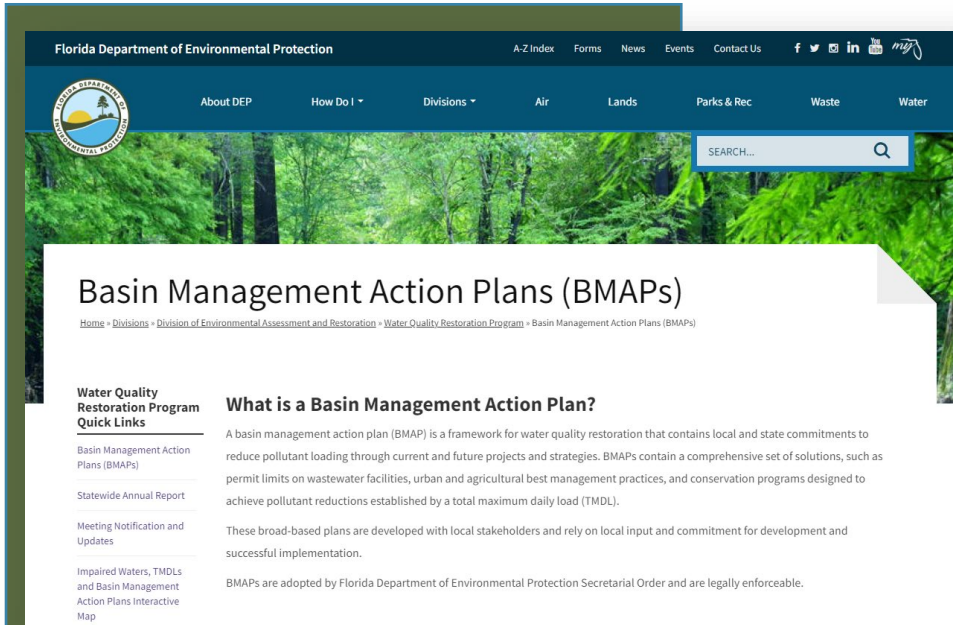 Florida Department of Environmental Protection
A-Z Index Forms News Events Contact Us
f in You Tube my
FLORIDA DEPARTMENT OF ENVIRONMENTAL PROTECTION
About DEP How Do I Divisions Air Lands Parks & Rec Waste Water
SEARCH...
Basin Management Action Plans (BMAPs)
Home » Divisions » Division of Environmental Assessment and Restoration » Water Quality Restoration Program » Basin Management Action Plans (BMAPs)
Water Quality
Restoration Program
Quick Links
Basin Management Action
Plans (BMAPs)
Statewide Annual Report
Meeting Notification and
Updates
Impaired Waters, TMDLs
and Basin Management
Action Plans Interactive
Map
What is a Basin Management Action Plan?
A basin management action plan (BMAP) is a framework for water quality restoration that contains local and state commitments to
reduce pollutant loading through current and future projects and strategies. BMAPs contain a comprehensive set of solutions, such as
permit limits on wastewater facilities, urban and agricultural best management practices, and conservation programs designed to
achieve pollutant reductions established by a total maximum daily load (TMDL).
These broad-based plans are developed with local stakeholders and rely on local input and commitment for development and
successful implementation.
BMAPs are adopted by Florida Department of Environmental Protection Secretarial Order and are legally enforceable.